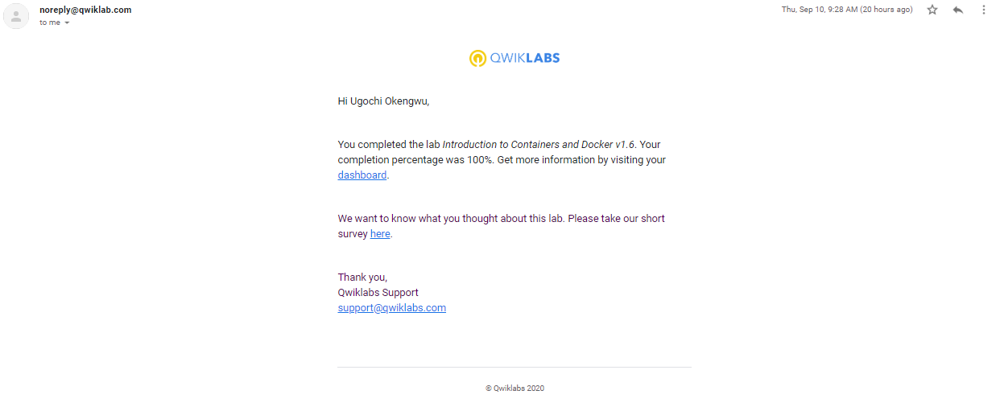 noreply@qwiklab.com
Thu, Sep 10, 9:28 AM (20 hours ago)
to me
QWIKLABS
Hi Ugochi Okengwu,
You completed the lab Introduction to Containers and Docker v1.6. Your
completion percentage was 100%. Get more information by visiting your
dashboard.
We want to know what you thought about this lab. Please take our short
survey here.
Thank you,
Qwiklabs Support
support@qwiklabs.com
© Qwiklabs 2020